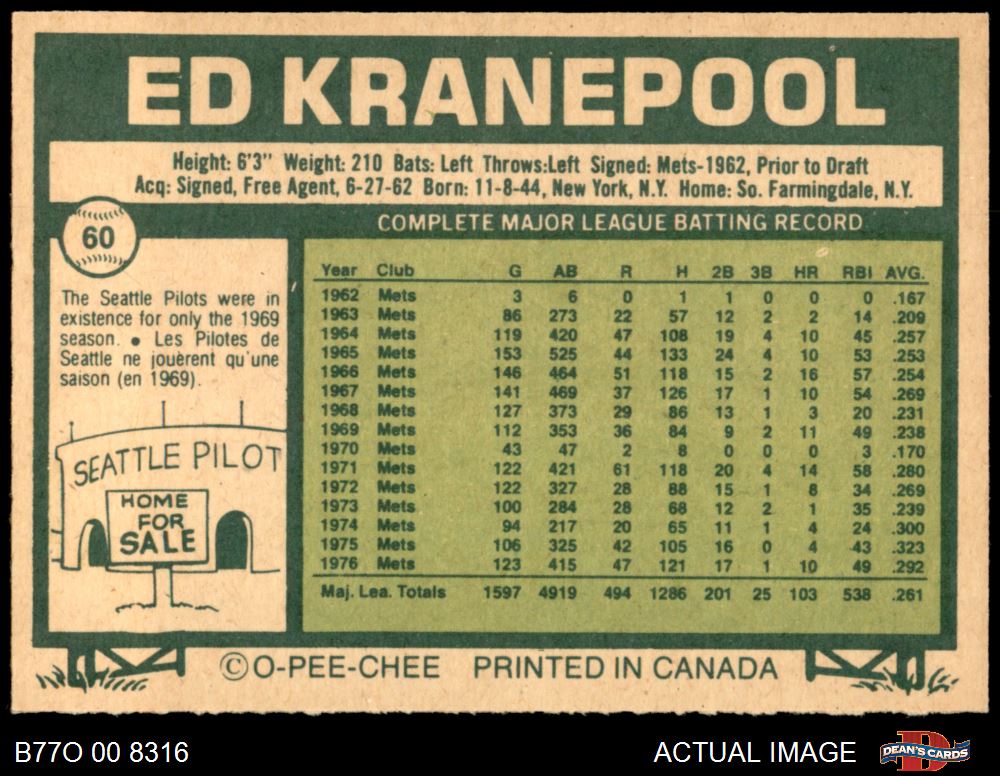 ED KRANEPOOL
Height: 6'3" Weight: 210 Bats: Left Throws:Left Signed: Mets-1962, Prior to Draft
Acq: Signed, Free Agent, 6-27-62 Born: 11-8-44, New York, N.Y. Home: So. Farmingdale, N.Y.
60
COMPLETE MAJOR LEAGUE BATTING RECORD
The Seattle Pilots were in
existence for only the 1969
season. ● Les Pilotes de
Seattle ne jouèrent qu'une
saison (en 1969).
SEATTLE PILOT
HOME
FOR
SALE
Year Club G AB R H 2B 3B HR RBI AVG.
1962 Mets 3 6 0 1 1 0 0 0 .167
1963 Mets 86 273 22 57 12 2 2 14 .209
1964 Mets 119 420 47 108 19 4 10 45 .257
1965 Mets 153 525 44 133 24 4 10 53 .253
1966 Mets 146 464 51 118 15 2 16 57 .254
1967 Mets 141 469 37 126 17 1 10 54 .269
1968 Mets 127 373 29 86 13 1 3 20 .231
1969 Mets 112 353 36 84 9 2 11 49 .238
1970 Mets 43 47 2 8 0 0 0 3 .170
1971 Mets 122 421 61 118 20 4 14 58 .280
1972 Mets 122 327 28 88 15 1 8 34 .269
1973 Mets 100 284 28 68 12 2 1 35 .239
1974 Mets 94 217 20 65 11 1 4 24 .300
1975 Mets 106 325 42 105 16 0 4 43 .323
1976 Mets 123 415 47 121 17 1 10 49 .292
Maj. Lea. Totals 1597 4919 494 1286 201 25 103 538 .261
©O-PEE-CHEE PRINTED IN CANADA
B77O 00 8316
ACTUAL IMAGE
D
DEAN'S CARDS